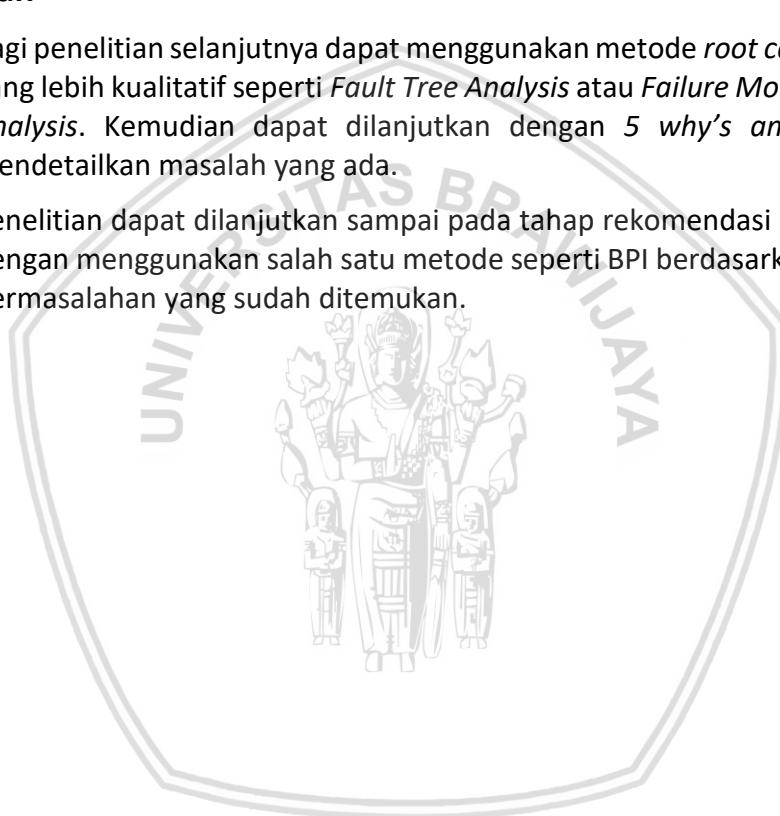 agi penelitian selanjutnya dapat menggunakan metode root c
ang lebih kualitatif seperti Fault Tree Analysis atau Failure Mo
nalysis. Kemudian dapat dilanjutkan dengan 5 why's an
endetailkan masalah yang ada.
enelitian dapat dilanjutkan sampai pada tahap rekomendasi
engan menggunakan salah satu metode seperti BPI berdasark
ermasalahan yang sudah ditemukan.
UNIVERSITAS BRAWIJAYA